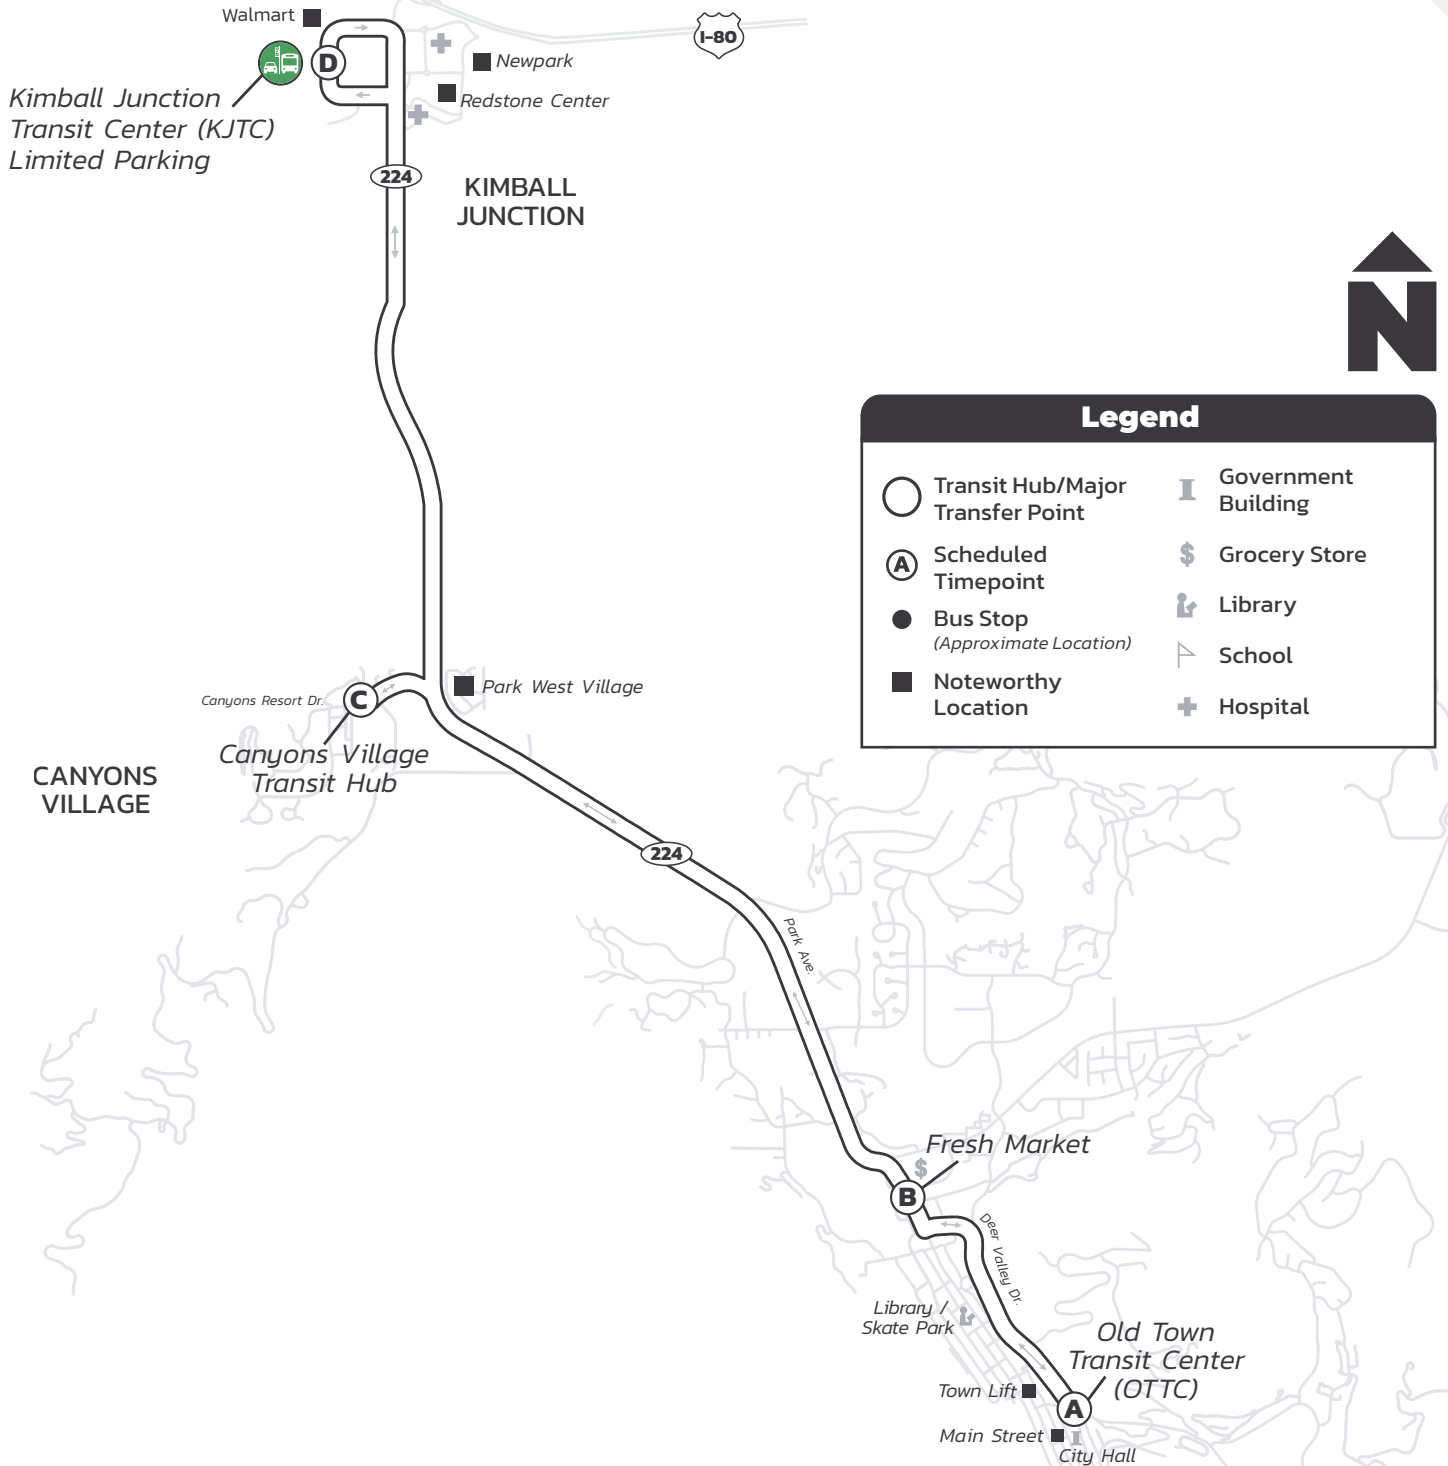 Walmart
I-80
D
Newpark
Redstone Center
Kimball Junction
Transit Center (KJTC)
Limited Parking
224
KIMBALL
JUNCTION
N
Legend
Transit Hub/Major
Transfer Point
A
Scheduled
Timepoint
Bus Stop
(Approximate Location)
Noteworthy
Location
Government
Building
$
Grocery Store
Library
School
Hospital
Canyons Resort Dr.
C
Park West Village
Canyons Village
Transit Hub
CANYONS
VILLAGE
224
Park Ave.
Fresh Market
$
B
Deer Valley Dr.
Library /
Skate Park
Old Town
Transit Center
(OTTC)
Town Lift
A
Main Street
City Hall